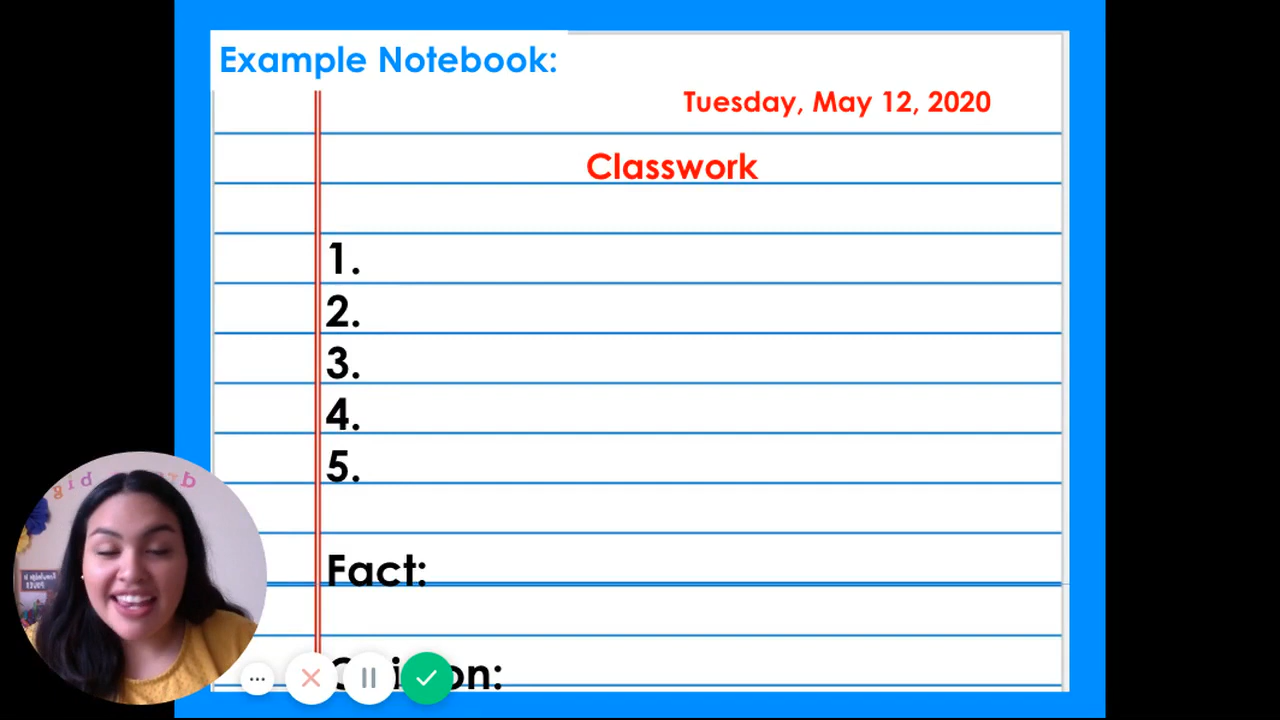 Example Notebook:
Tuesday, May 12, 2020
Classwork
1.
2.
3.
4.
5.
Fact: